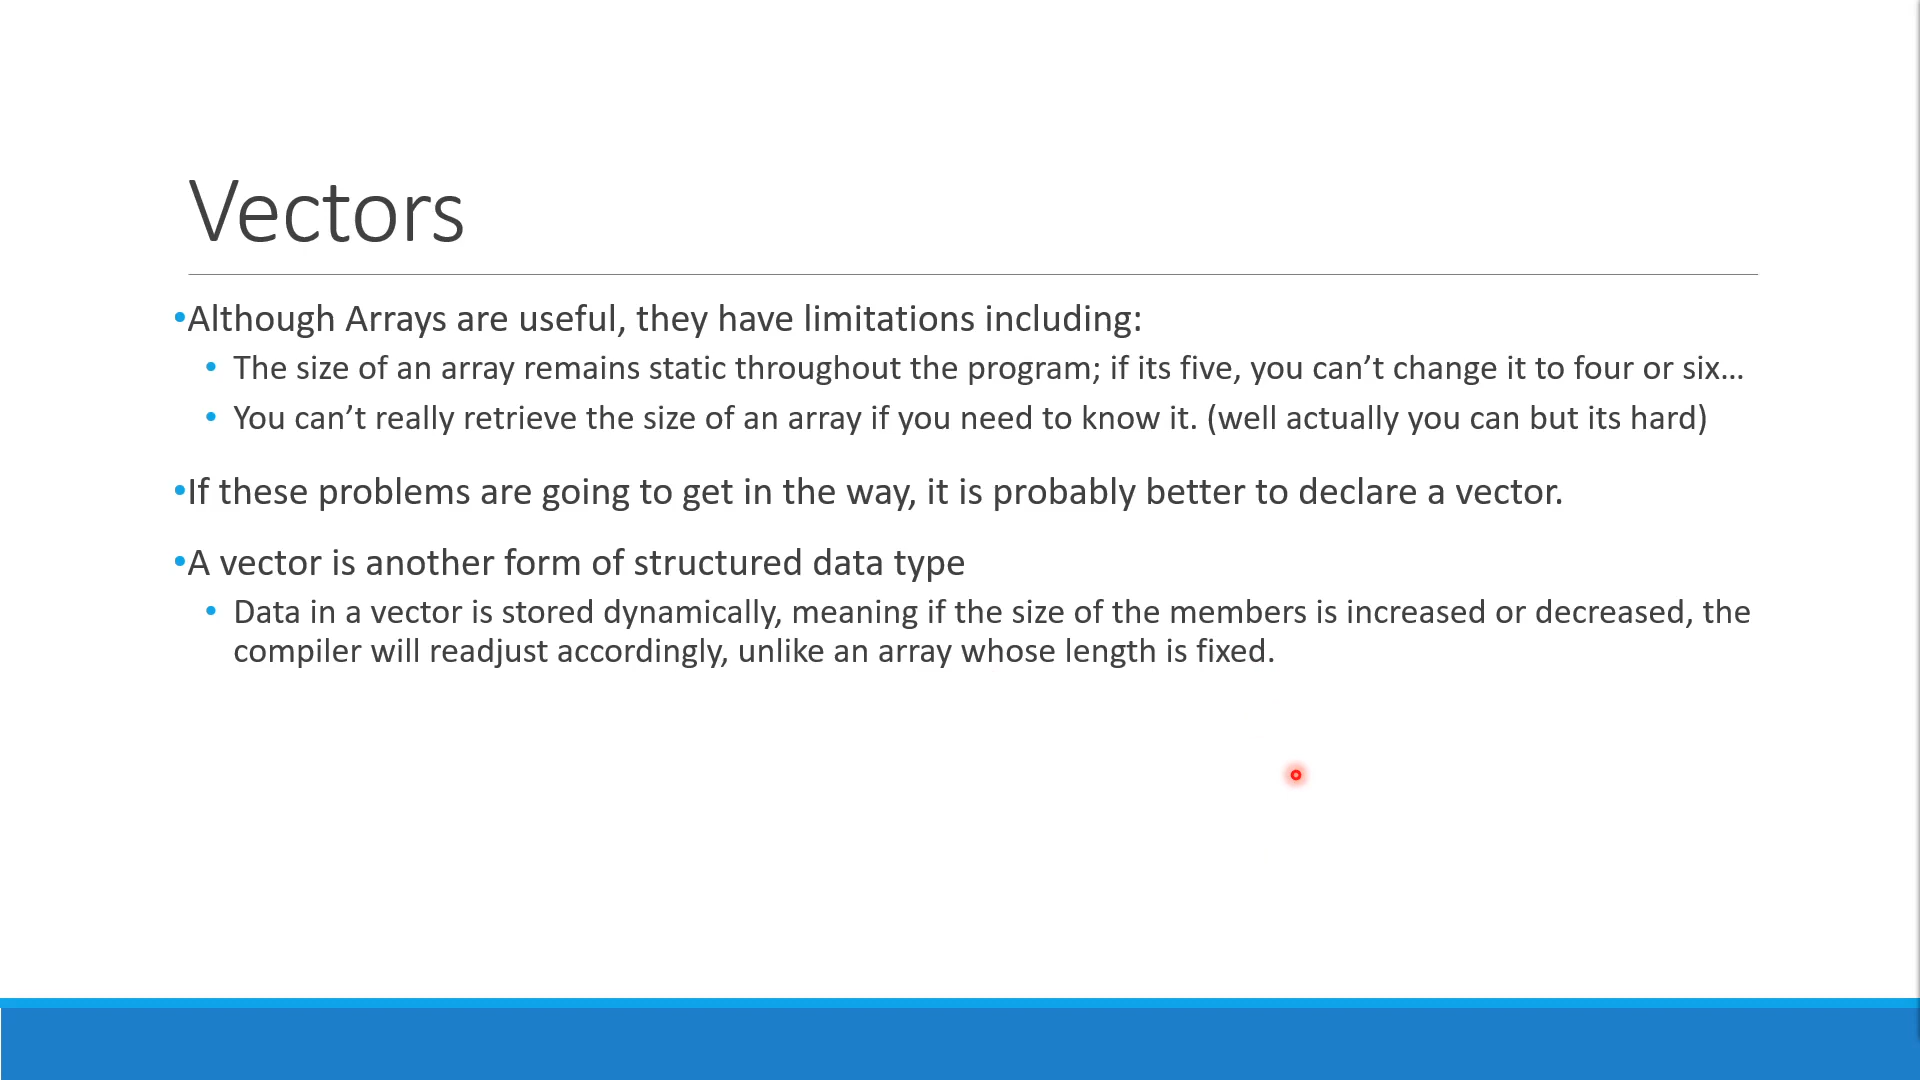 Vectors
•Although Arrays are useful, they have limitations including:
• The size of an array remains static throughout the program; if its five, you can’t change it to four or six…
• You can’t really retrieve the size of an array if you need to know it. (well actually you can but its hard)
•If these problems are going to get in the way, it is probably better to declare a vector.
•A vector is another form of structured data type
• Data in a vector is stored dynamically, meaning if the size of the members is increased or decreased, the
compiler will readjust accordingly, unlike an array whose length is fixed.